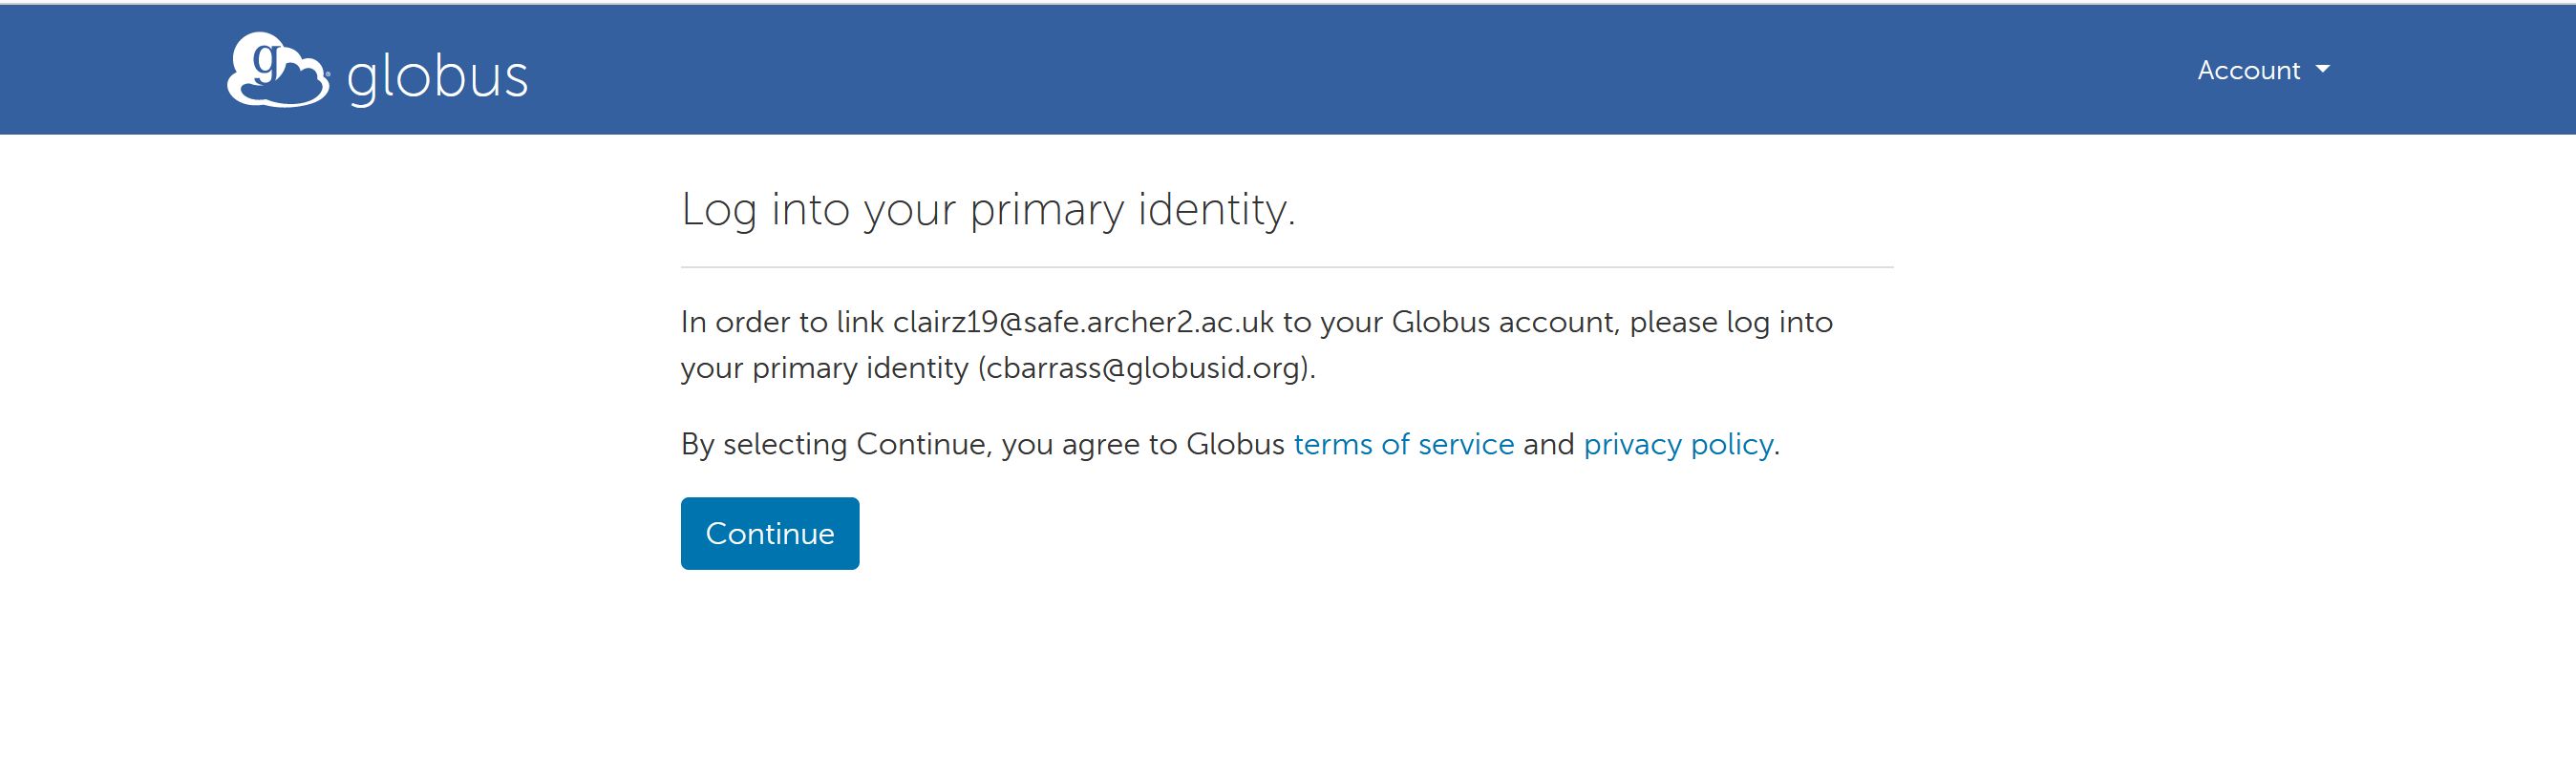 globus
Account
Log into your primary identity.
In order to link clairz19@safe.archer2.ac.uk to your Globus account, please log into
your primary identity (cbarrass@globusid.org).
By selecting Continue, you agree to Globus terms of service and privacy policy.
Continue